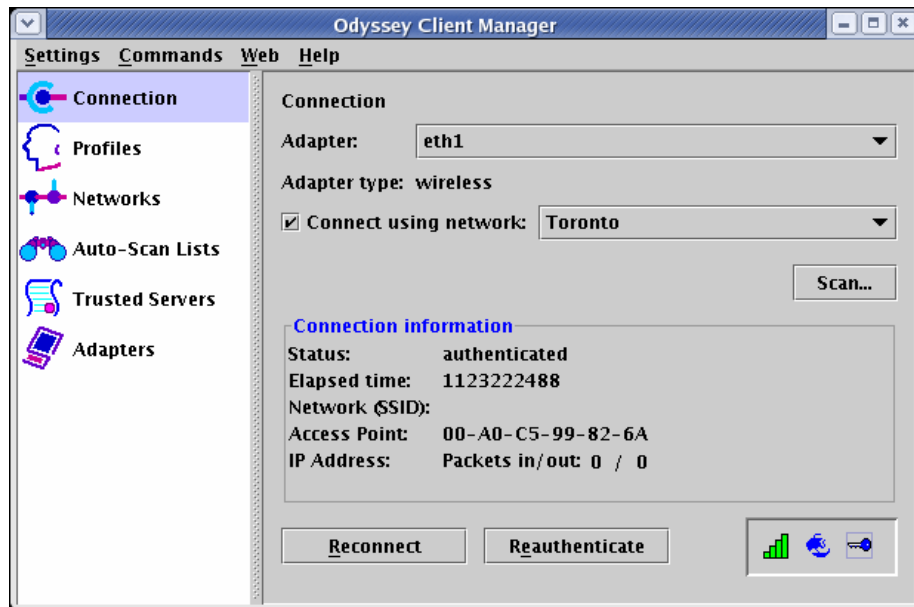 Odyssey Client Manager
Settings Commands Web Help
Connection
Profiles
Networks
Auto-Scan Lists
Trusted Servers
Adapters
Connection
Adapter: eth1
Adapter type: wireless
Connect using network: Toronto
Scan...
Connection information
Status: authenticated
Elapsed time: 1123222488
Network (SSID):
Access Point: 00-A0-C5-99-82-6A
IP Address: Packets in/out: 0 / 0
Reconnect Reauthenticate